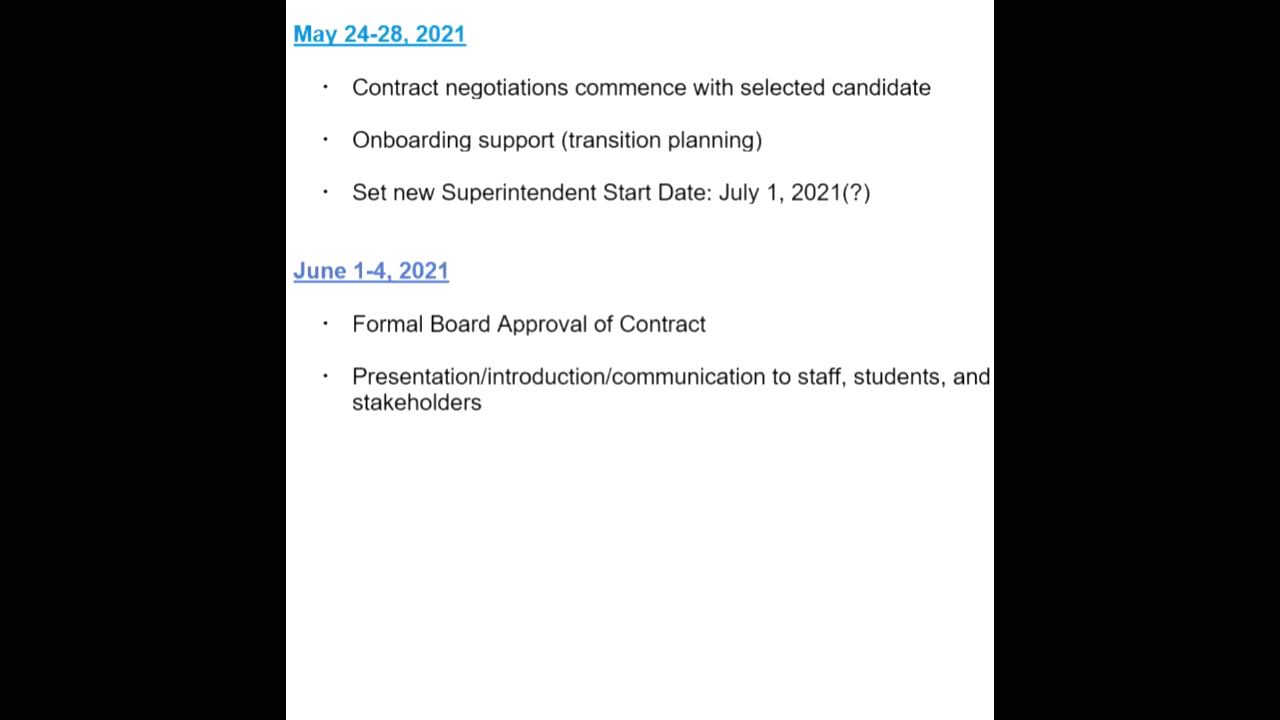 May 24-28, 2021
· Contract negotiations commence with selected candidate
· Onboarding support (transition planning)
· Set new Superintendent Start Date: July 1, 2021(?)
June 1-4, 2021
· Formal Board Approval of Contract
· Presentation/introduction/communication to staff, students, and
stakeholders